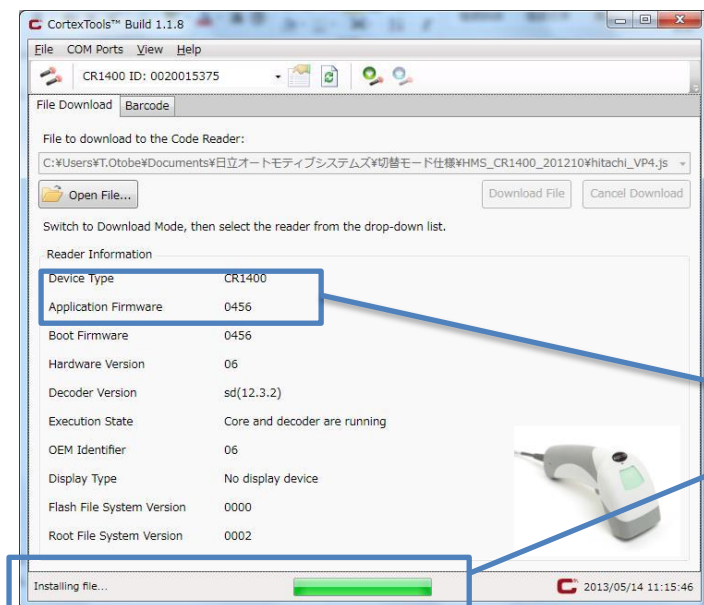 CortexTools™ Build 1.1.8
File COM Ports View Help
CR1400 ID: 0020015375
File Download Barcode
File to download to the Code Reader:
C:¥Users¥T.Otobe¥Documents¥日立オートモティブシステムズ¥切替モード仕様¥HMS_CR1400_201210¥hitachi_VP4.js
Open File... Download File Cancel Download
Switch to Download Mode, then select the reader from the drop-down list.
Reader Information
Device Type CR1400
Application Firmware 0456
Boot Firmware 0456
Hardware Version 06
Decoder Version sd(12.3.2)
Execution State Core and decoder are running
OEM Identifier 06
Display Type No display device
Flash File System Version 0000
Root File System Version 0002
Installing file... 2013/05/14 11:15:46